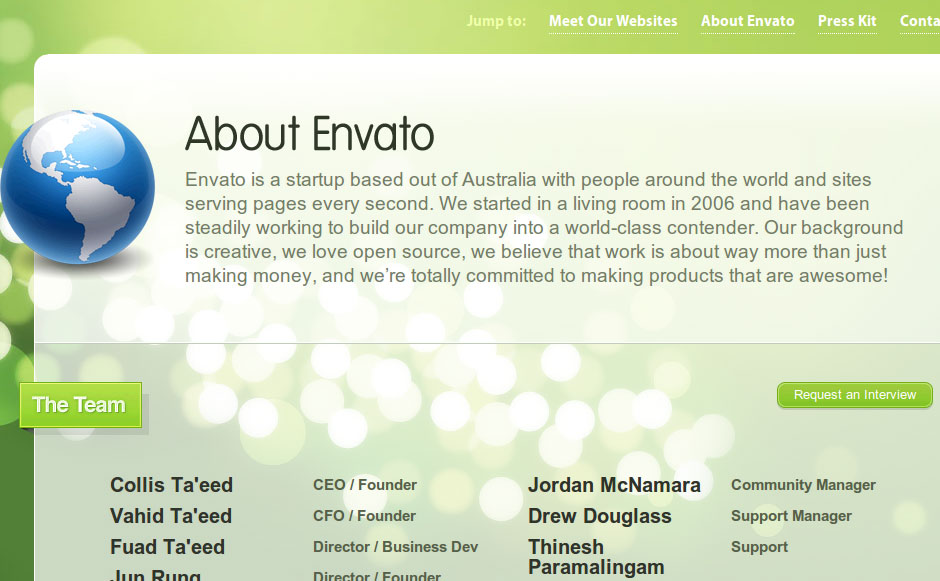 Jump to: Meet Our Websites About Envato Press Kit Conta
About Envato
Envato is a startup based out of Australia with people around the world and sites
serving pages every second. We started in a living room in 2006 and have been
steadily working to build our company into a world-class contender. Our background
is creative, we love open source, we believe that work is about way more than just
making money, and we’re totally committed to making products that are awesome!
The Team
Request an Interview
Collis Ta'eed CEO / Founder
Vahid Ta'eed CFO / Founder
Fuad Ta'eed Director / Business Dev
Jun Rung Director / Founder
Jordan McNamara Community Manager
Drew Douglass Support Manager
Thinesh Support
Paramalingam